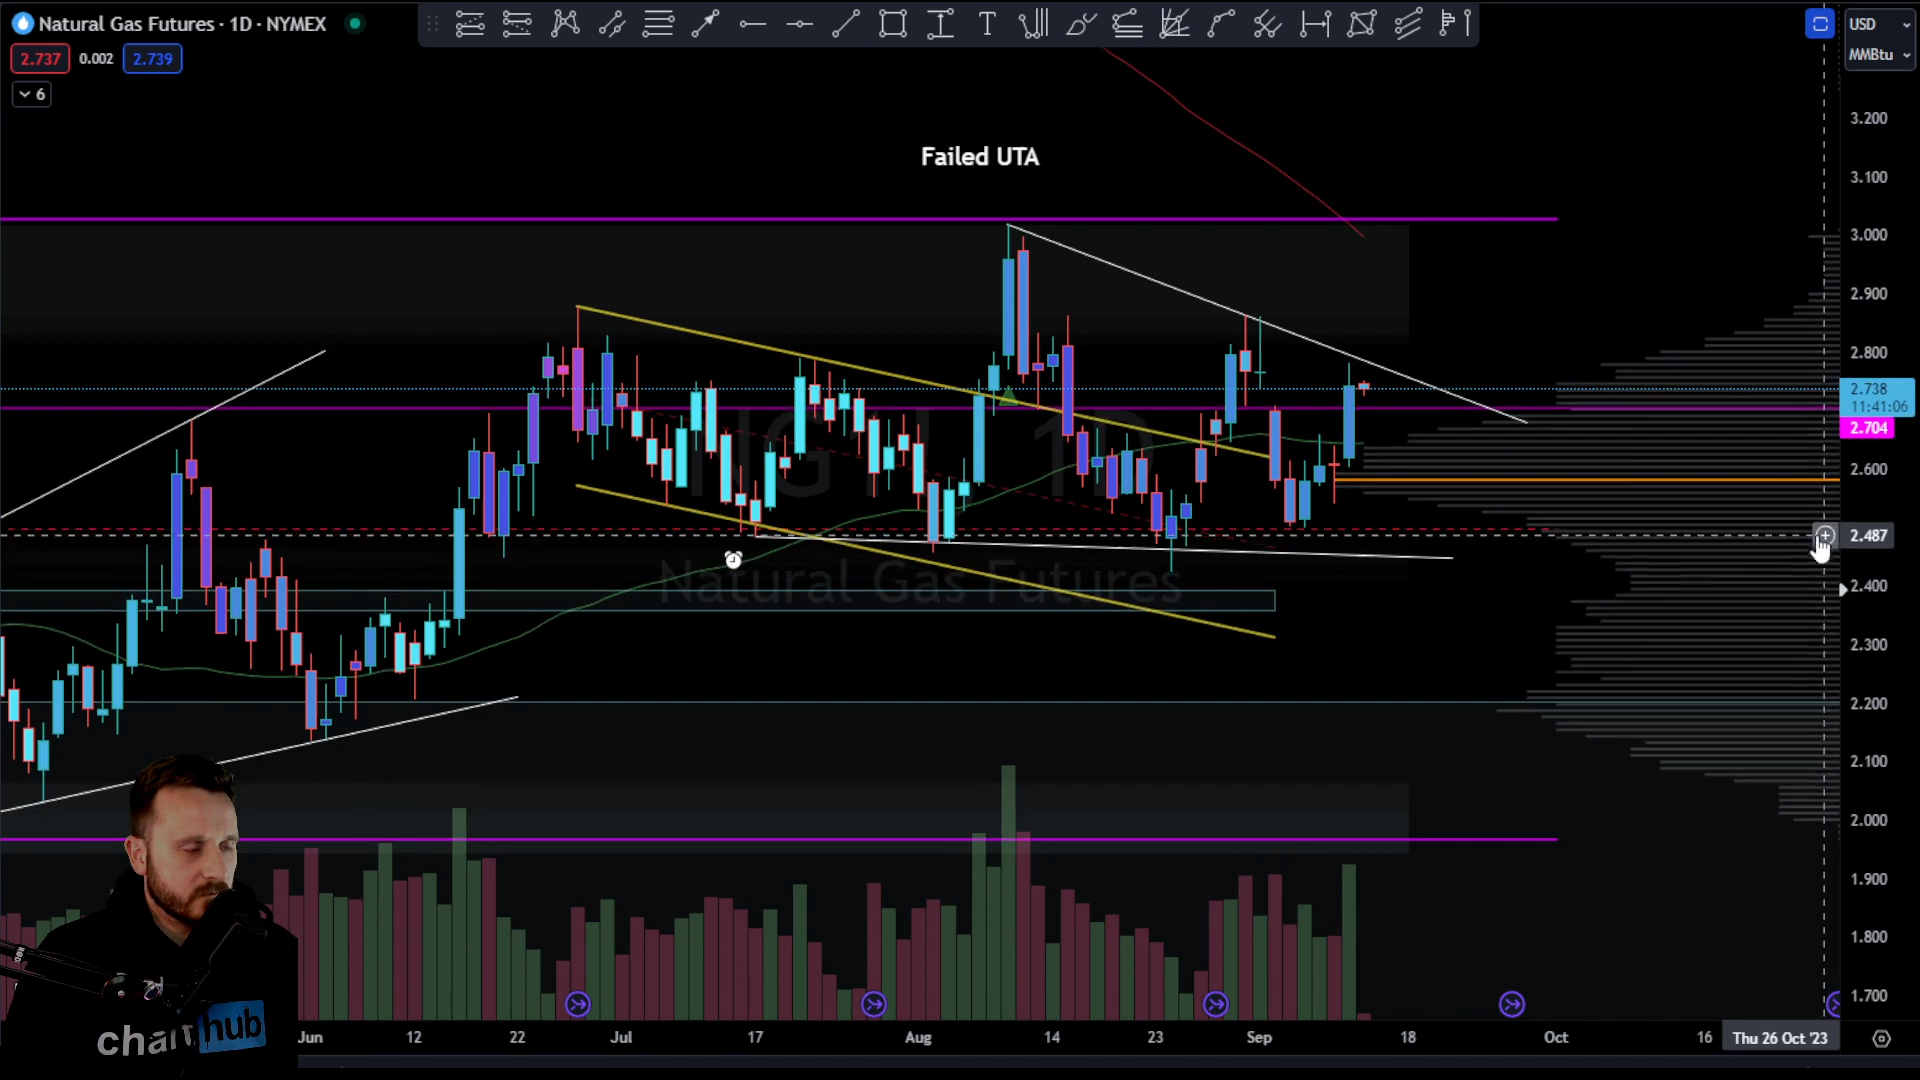 Natural Gas Futures · 1D · NYMEX
USD
2.737 0.002 2.739
MMBtu
6
3.200
Failed UTA
3.100
3.000
2.900
2.800
2.738
11:41:06
2.704
NG1!, 1D
2.600
2.487
Natural Gas Futures
2.400
2.300
2.200
2.100
2.000
1.900
1.800
1.700
charthub
Jun 12 22 Jul 17 Aug 14 23 Sep 18 Oct 16 Thu 26 Oct '23